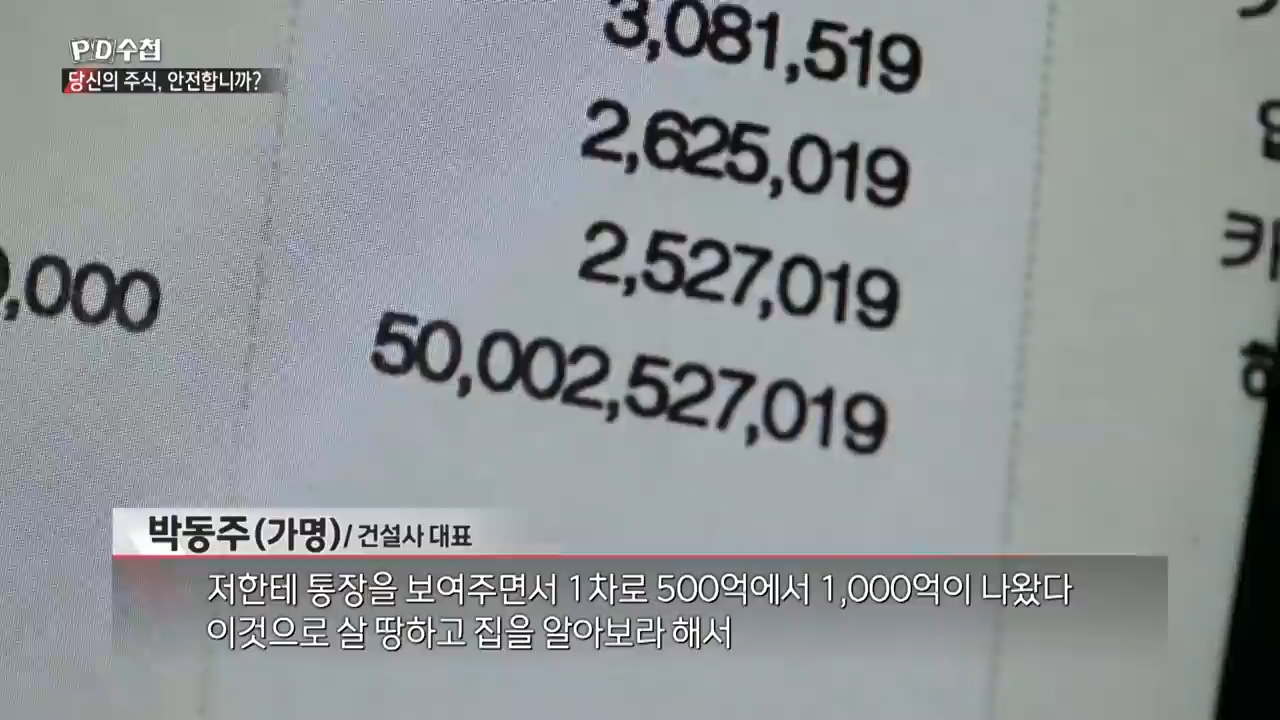 PD수첩
당신의 주식, 안전합니까?
3,081,519
2,625,019
2,527,019
,000
50,002,527,019
카
박동주(가명)/ 건설사 대표
저한테 통장을 보여주면서 1차로 500억에서 1,000억이 나왔다
이것으로 살 땅하고 집을 알아보라 해서